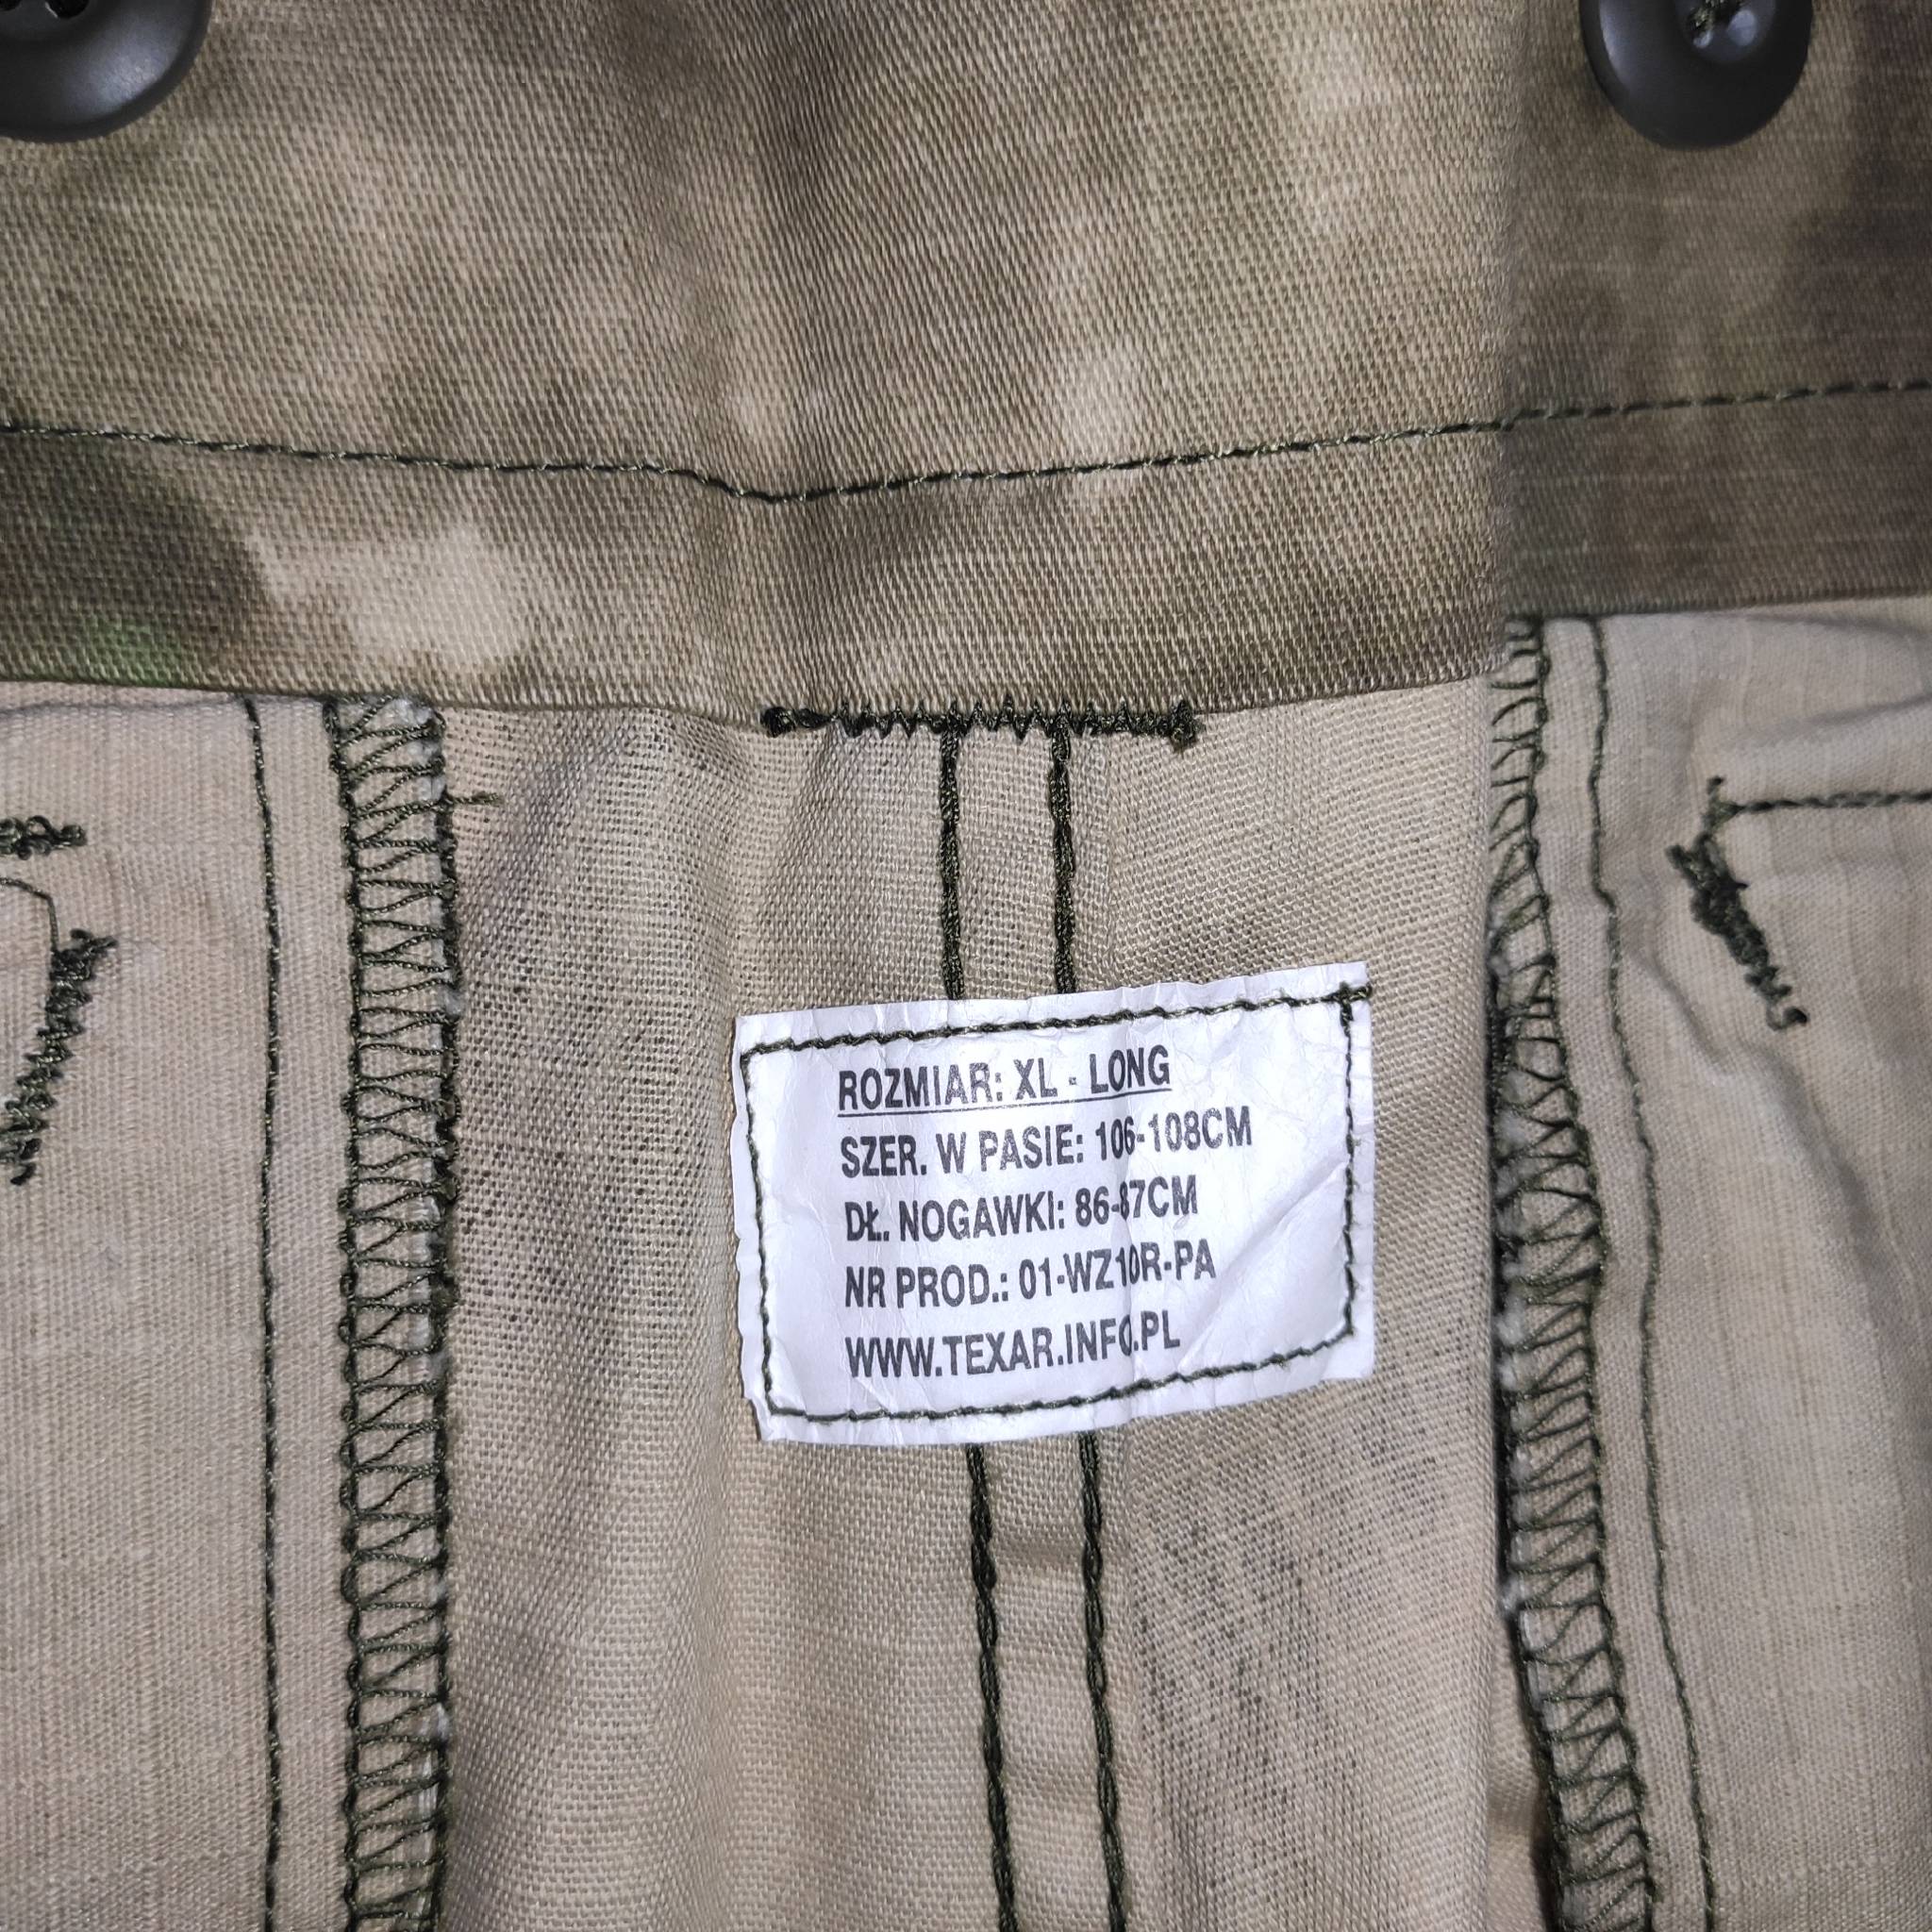 ROZMIAR: XL - LONG
SZER. W PASIE: 106-108CM
DŁ. NOGAWKI: 86-87CM
NR PROD.: 01-WZ10R-PA
WWW.TEXAR.INFO.PL